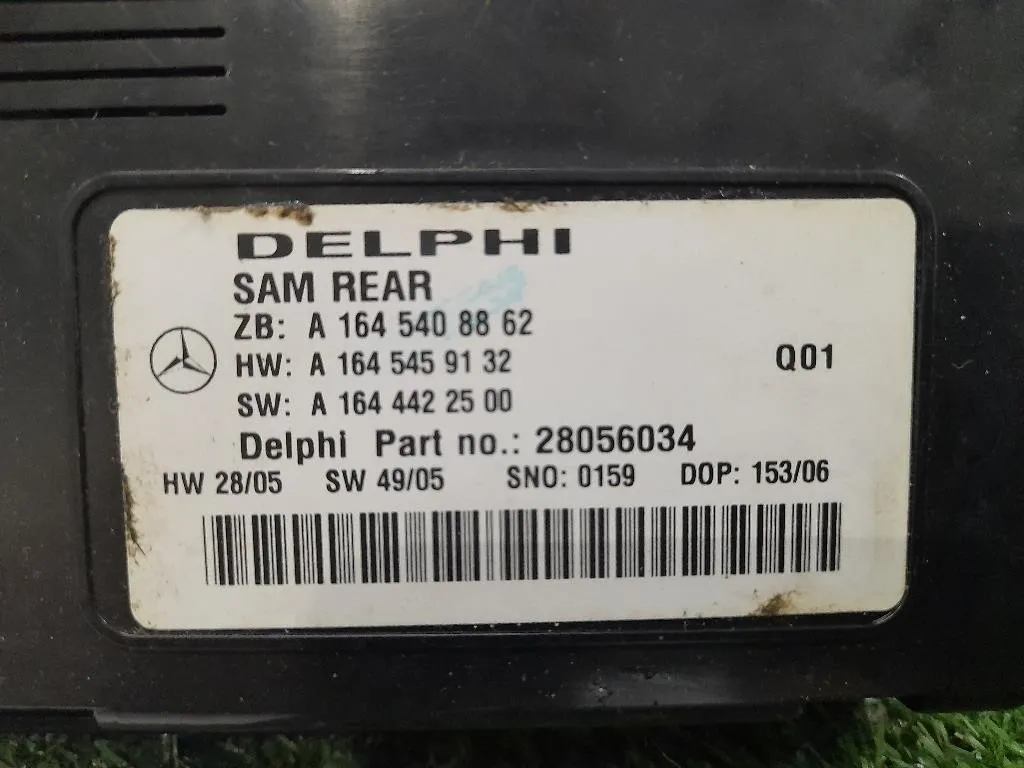 DELPHI
SAM REAR
ZB: A 164 540 88 62
HW: A 164 545 91 32
Q01
SW: A 164 442 25 00
Delphi Part no.: 28056034
HW 28/05 SW 49/05 SNO: 0159 DOP: 153/06